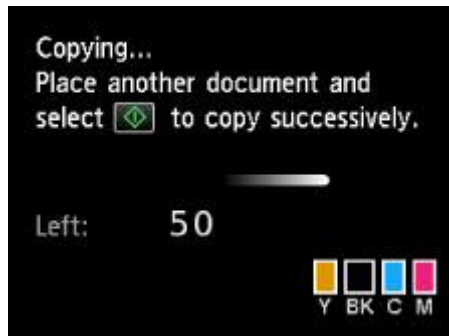 Copying...
Place another document and
select to copy successively.
Left: 50
Y BK C M